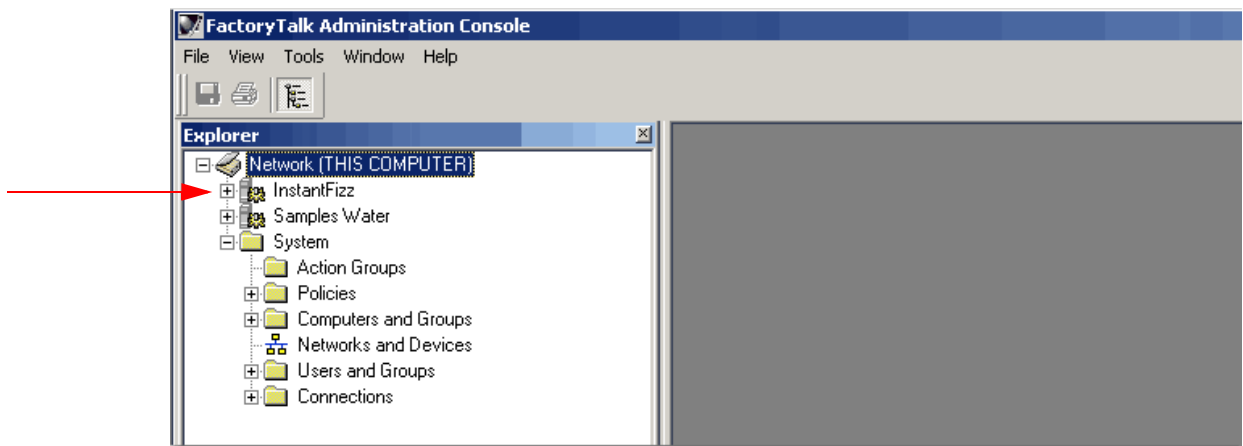 FactoryTalk Administration Console
File View Tools Window Help
Explorer
Network (THIS COMPUTER)
InstantFizz
Samples Water
System
Action Groups
Policies
Computers and Groups
Networks and Devices
Users and Groups
Connections